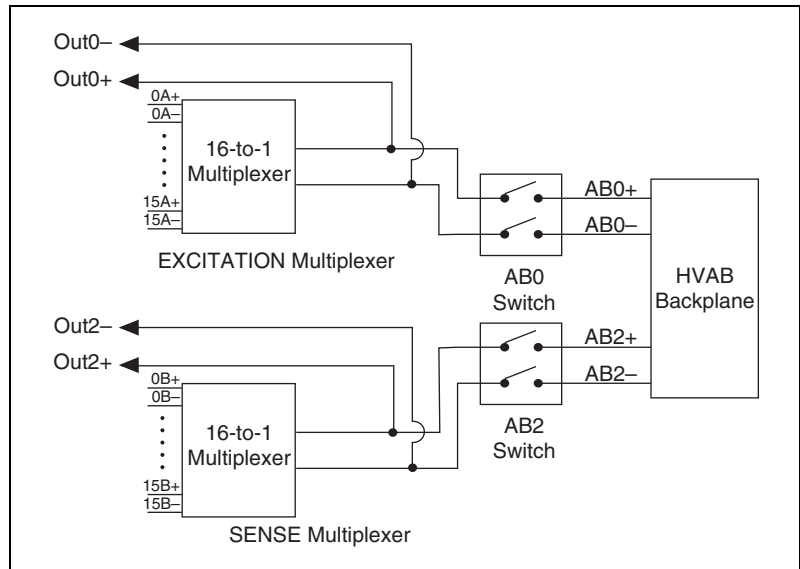 Out0–
Out0+
0A+
0A–
15A+
15A–
16-to-1
Multiplexer
EXCITATION Multiplexer
AB0+
AB0–
AB0
Switch
HVAB
Backplane
Out2–
Out2+
0B+
0B–
15B+
15B–
16-to-1
Multiplexer
SENSE Multiplexer
AB2+
AB2–
AB2
Switch